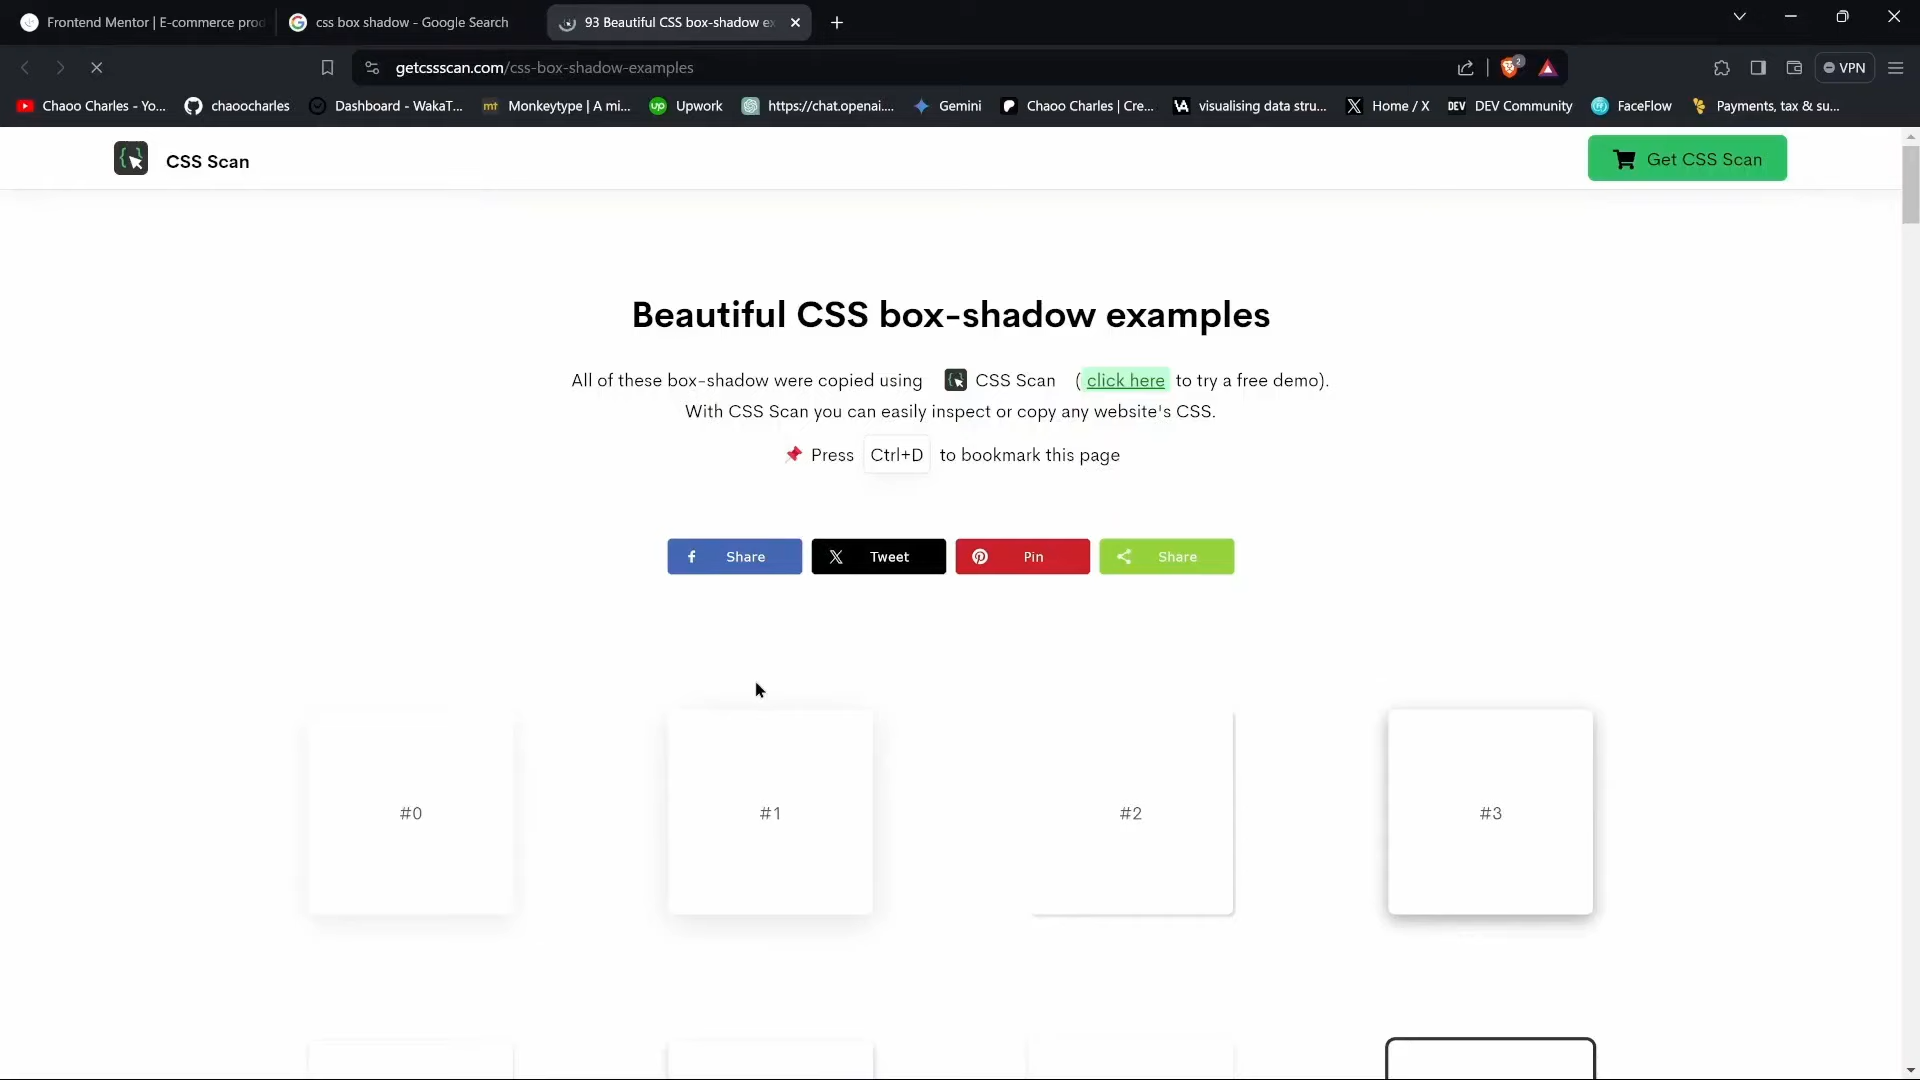 Frontend Mentor | E-commerce prod
css box shadow - Google Search
93 Beautiful CSS box-shadow ex
getcssscan.com/css-box-shadow-examples
2
VPN
Chaoo Charles - Yo...
chaoocharles
Dashboard - WakaT...
mt Monkeytype | A mi...
up Upwork
https://chat.openai....
Gemini
Chaoo Charles | Cre...
visualising data stru...
Home / X
DEV DEV Community
FaceFlow
Payments, tax & su...
CSS Scan
Get CSS Scan
Beautiful CSS box-shadow examples
All of these box-shadow were copied using CSS Scan (click here to try a free demo).
With CSS Scan you can easily inspect or copy any website's CSS.
Press Ctrl+D to bookmark this page
Share
Tweet
Pin
Share
#0
#1
#2
#3